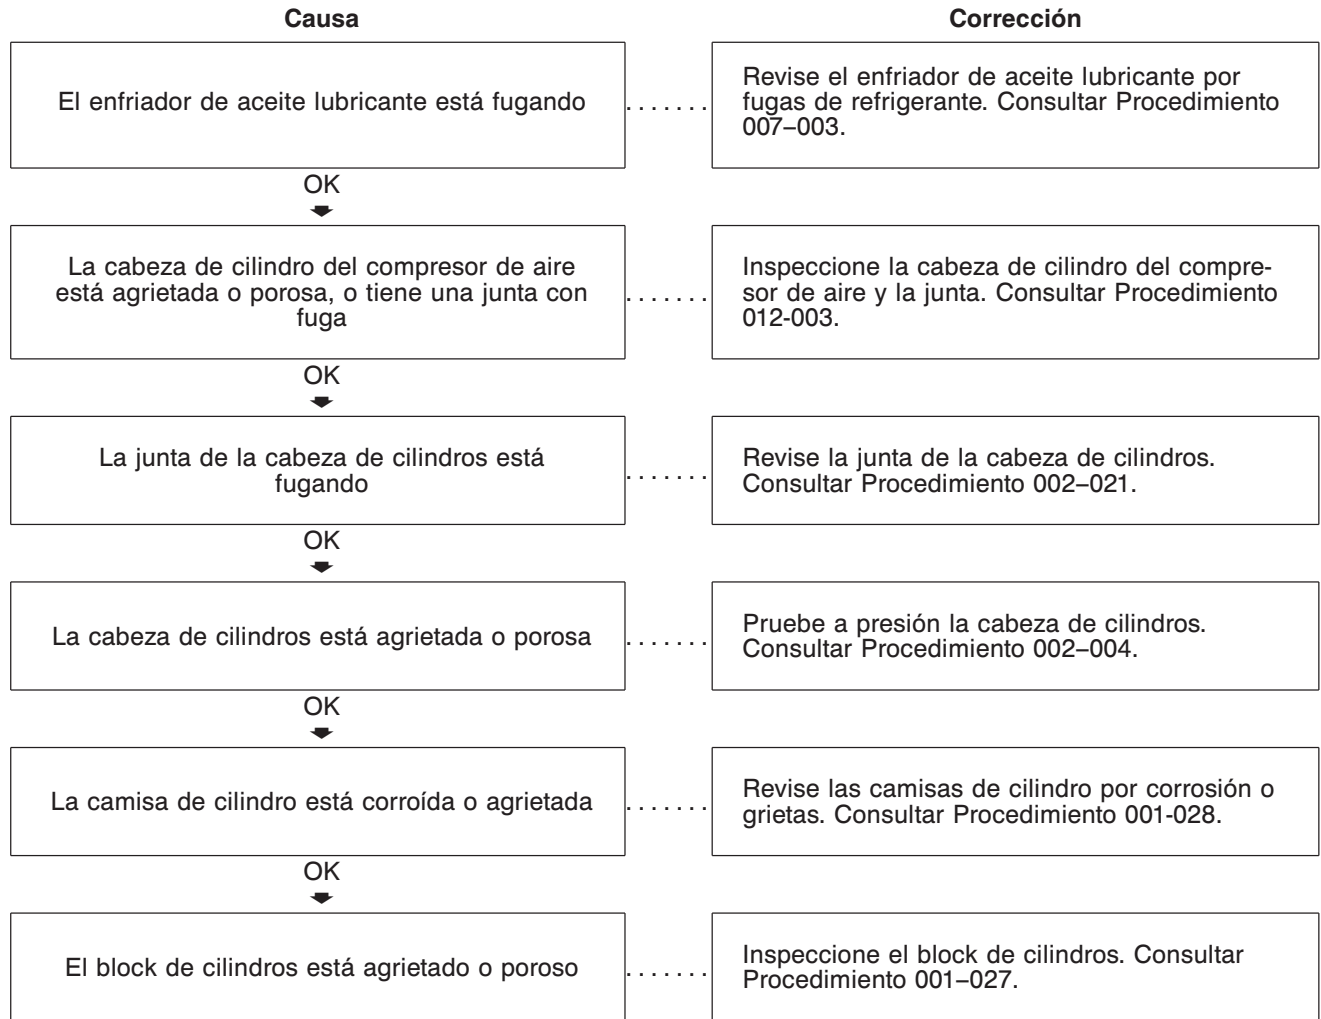 Causa
Corrección
El enfriador de aceite lubricante está fugando
.......
Revise el enfriador de aceite lubricante por
fugas de refrigerante. Consultar Procedimiento
007–003.
OK
La cabeza de cilindro del compresor de aire
está agrietada o porosa, o tiene una junta con
fuga
.......
Inspeccione la cabeza de cilindro del compre-
sor de aire y la junta. Consultar Procedimiento
012-003.
OK
La junta de la cabeza de cilindros está
fugando
.......
Revise la junta de la cabeza de cilindros.
Consultar Procedimiento 002–021.
OK
La cabeza de cilindros está agrietada o porosa
.......
Pruebe a presión la cabeza de cilindros.
Consultar Procedimiento 002–004.
OK
La camisa de cilindro está corroída o agrietada
.......
Revise las camisas de cilindro por corrosión o
grietas. Consultar Procedimiento 001-028.
OK
El block de cilindros está agrietado o poroso
.......
Inspeccione el block de cilindros. Consultar
Procedimiento 001–027.